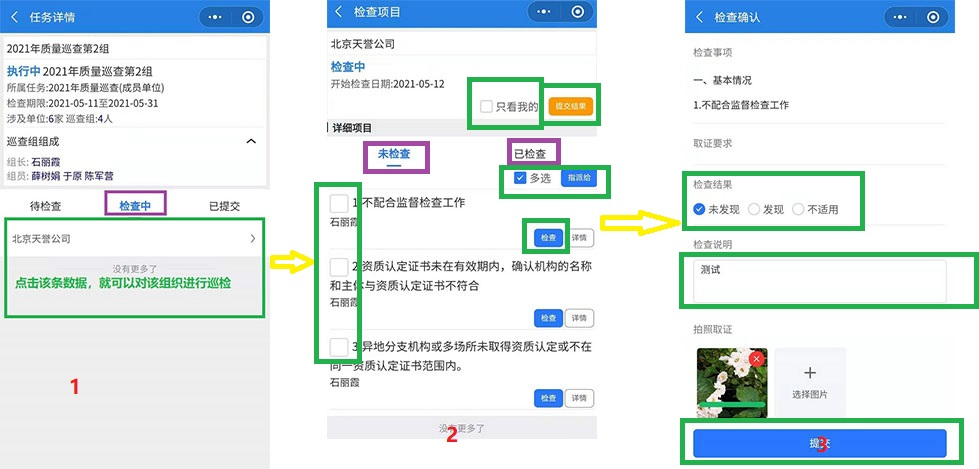 任务详情
2021年质量巡查第2组
执行中 2021年质量巡查第2组
所属任务:2021年质量巡查(成员单位)
检查期限:2021-05-11至2021-05-31
涉及单位:6家 巡查组:4人
巡查组组成
组长: 石丽霞
组员: 薛树娟 于原 陈军营
待检查 检查中 已提交
北京天誉公司
没有更多了
点击该条数据，就可以对该组织进行巡检
1
检查项目
北京天誉公司
检查中
开始检查日期:2021-05-12
只看我的 提交结果
详细项目
未检查 已检查
多选 指派给
1.不配合监督检查工作
石丽霞
检查 详情
2.资质认定证书未在有效期内，确认机构的名称
和主体与资质认定证书不符合
石丽霞
检查 详情
3.异地分支机构或多场所未取得资质认定或不在
同一资质认定证书范围内。
石丽霞
检查 详情
没有更多了
2
检查确认
检查事项
一、基本情况
1.不配合监督检查工作
取证要求
检查结果
未发现 发现 不适用
检查说明
测试
拍照取证
选择图片
提交
3